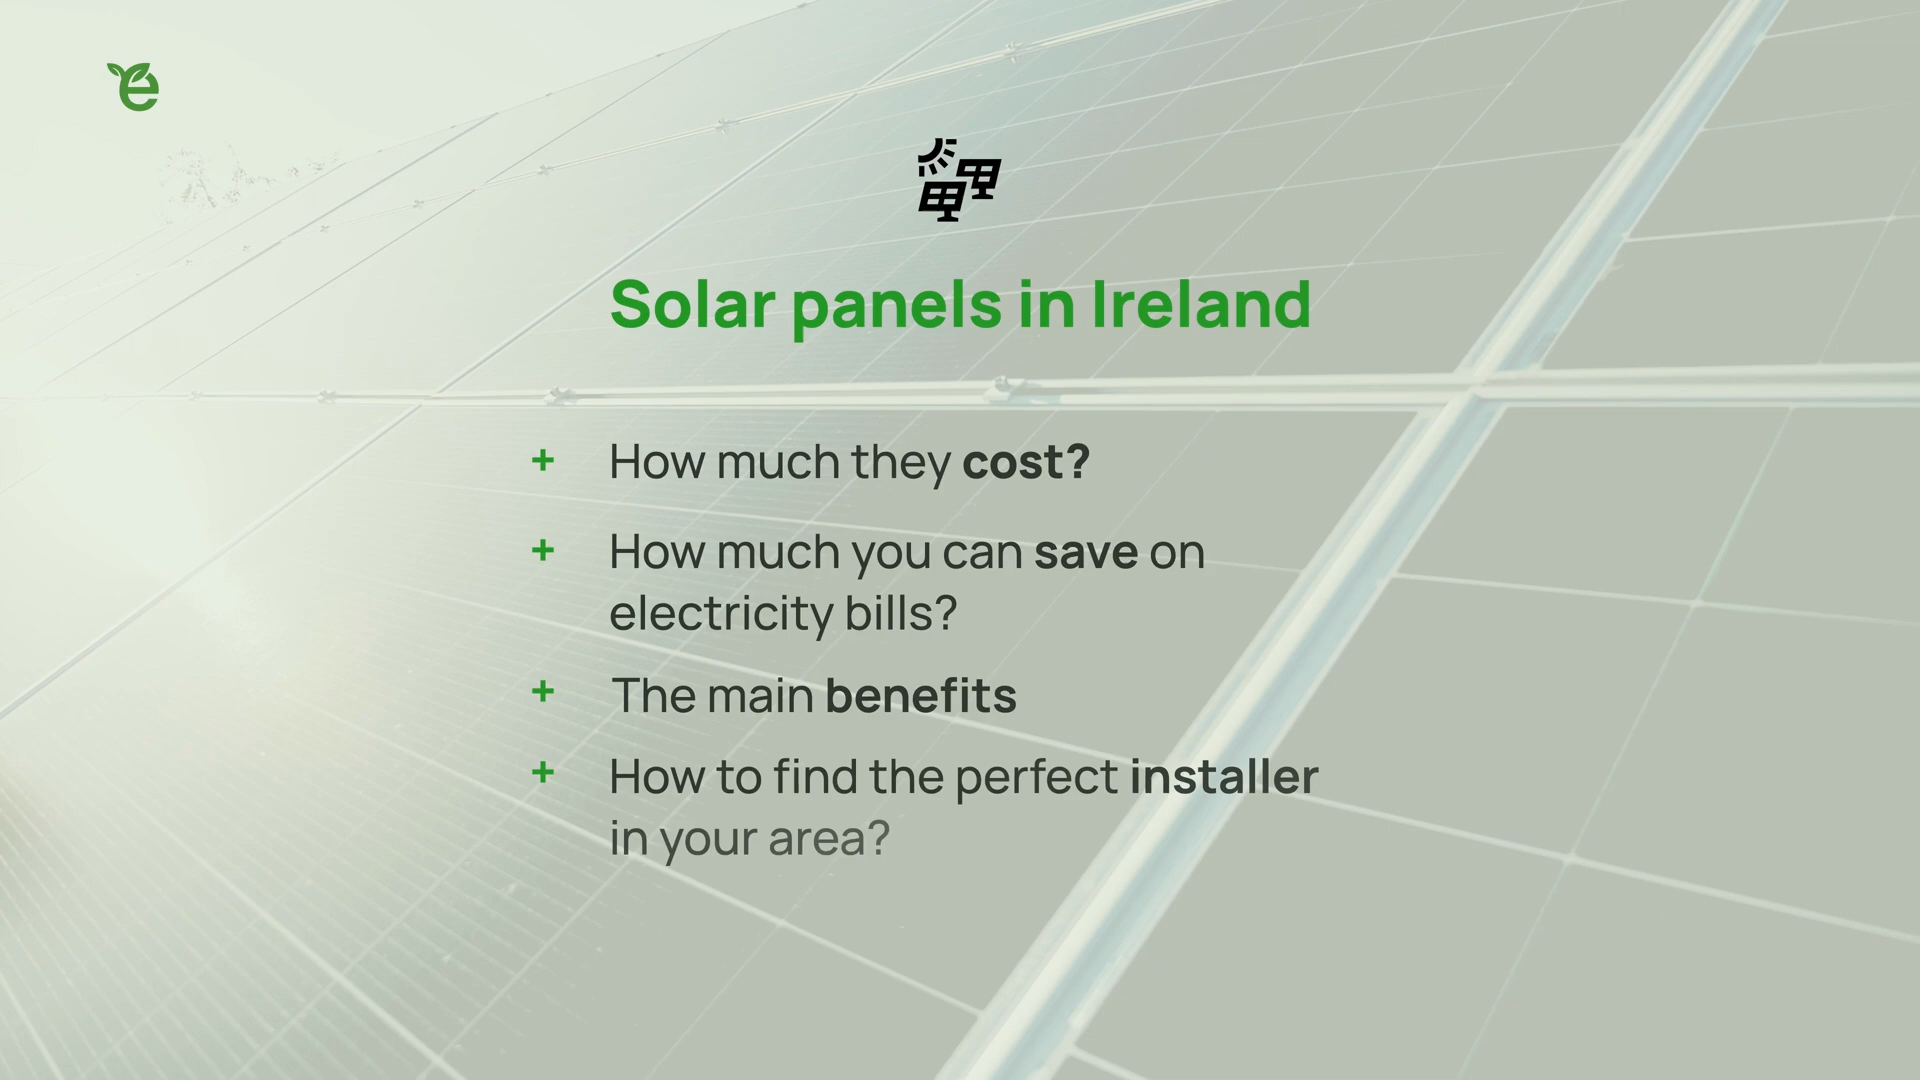 Solar panels in Ireland
+ How much they cost?
+ How much you can save on
electricity bills?
+ The main benefits
+ How to find the perfect installer
in your area?